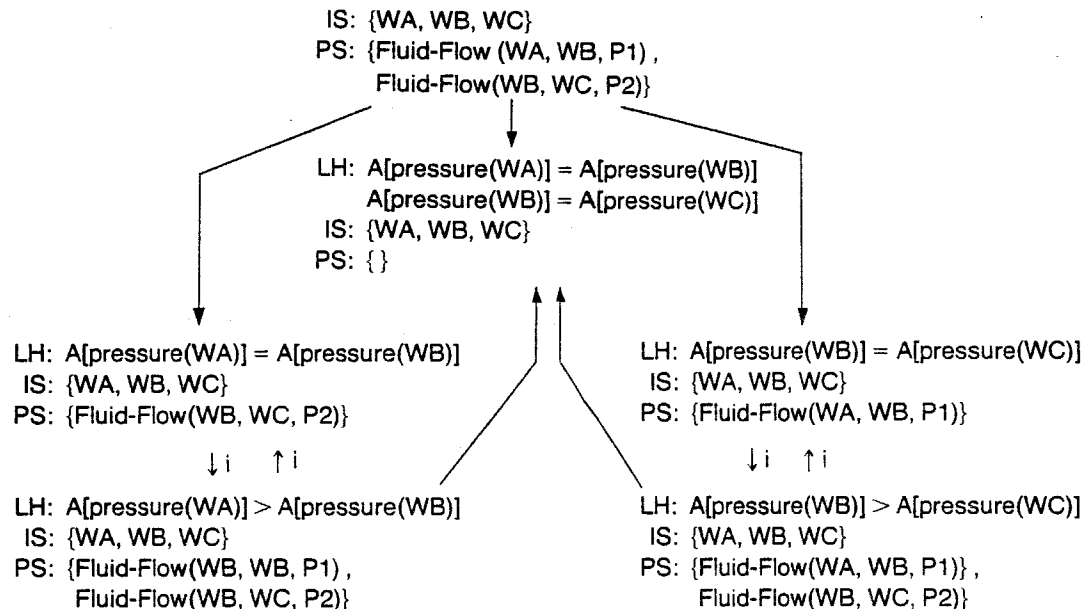 IS: {WA, WB, WC}
PS: {Fluid-Flow (WA, WB, P1) ,
Fluid-Flow(WB, WC, P2)}
LH: A[pressure(WA)] = A[pressure(WB)]
A[pressure(WB)] = A[pressure(WC)]
IS: {WA, WB, WC}
PS: { }
LH: A[pressure(WA)] = A[pressure(WB)]
IS: {WA, WB, WC}
PS: {Fluid-Flow(WB, WC, P2)}
↓ i ↑ i
LH: A[pressure(WA)] > A[pressure(WB)]
IS: {WA, WB, WC}
PS: {Fluid-Flow(WB, WB, P1) ,
Fluid-Flow(WB, WC, P2)}
LH: A[pressure(WB)] = A[pressure(WC)]
IS: {WA, WB, WC}
PS: {Fluid-Flow(WA, WB, P1)}
↓ i ↑ i
LH: A[pressure(WB)] > A[pressure(WC)]
IS: {WA, WB, WC}
PS: {Fluid-Flow(WA, WB, P1)} ,
Fluid-Flow(WB, WC, P2)}